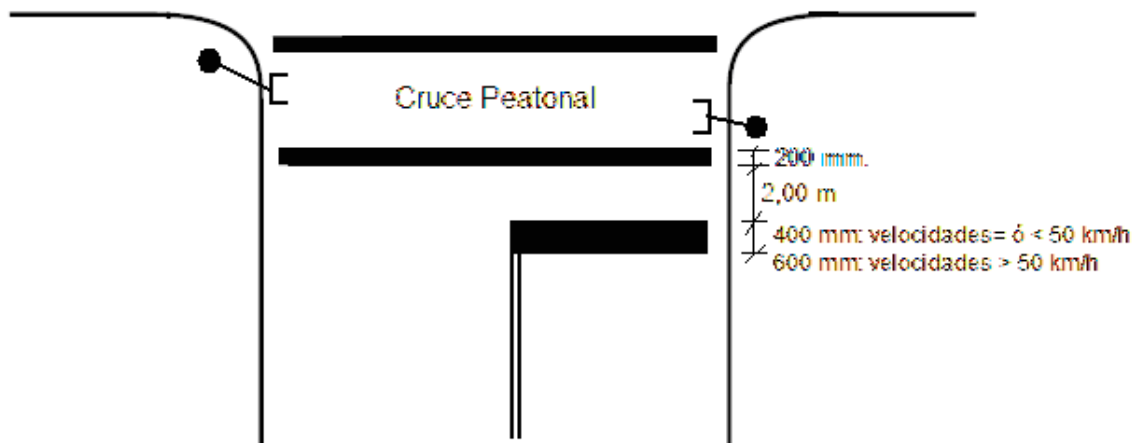 Cruce Peatonal
200 mm.
2,00 m
400 mm: velocidades= ó < 50 km/h
600 mm: velocidades > 50 km/h